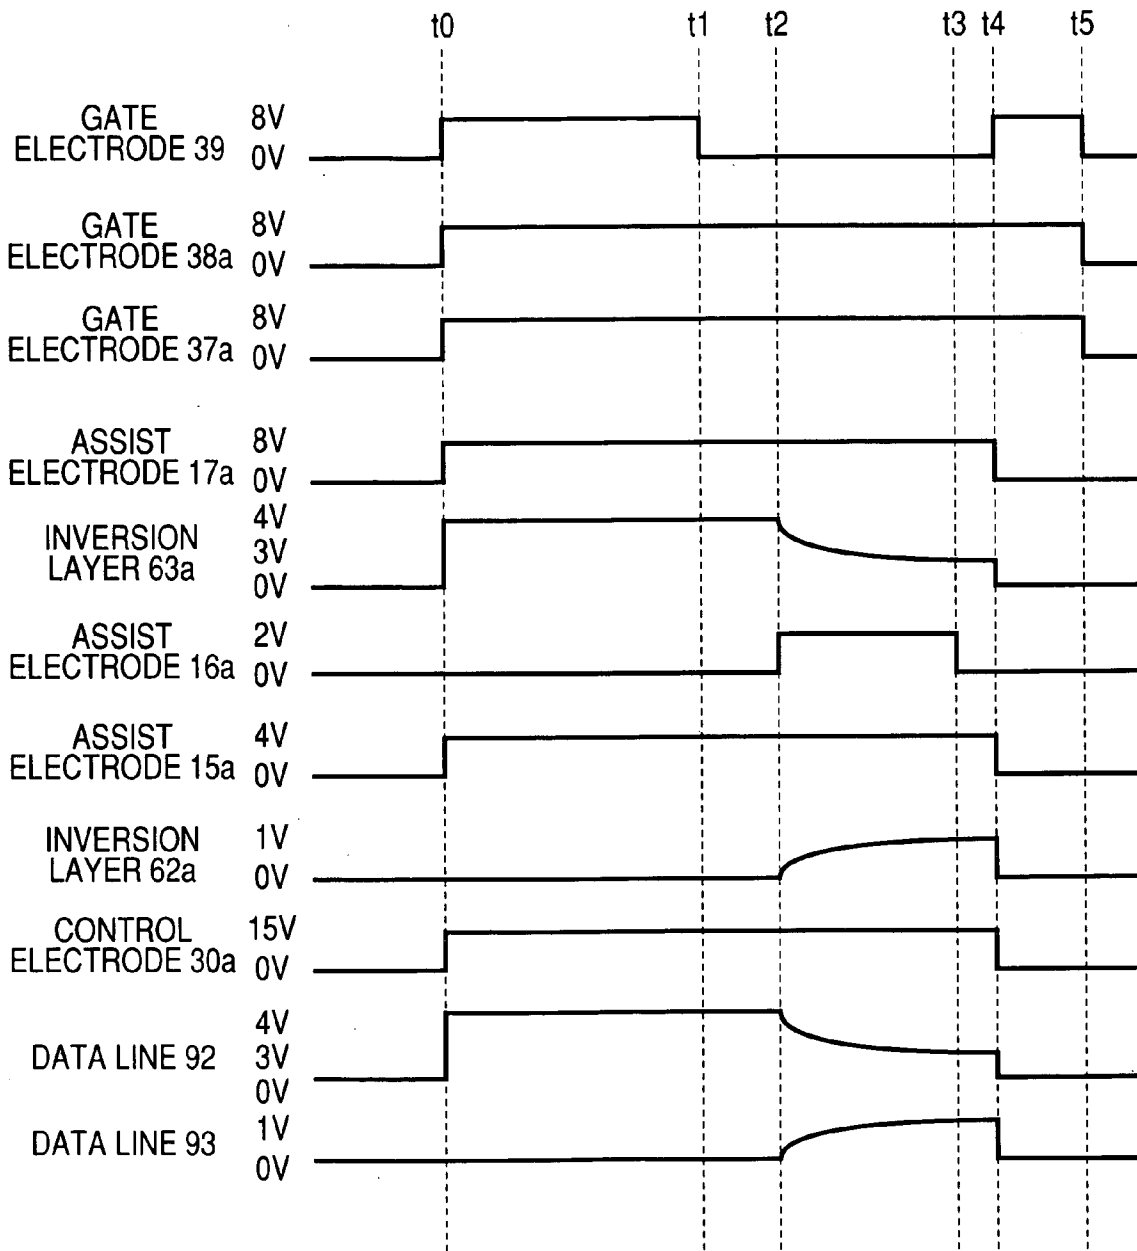 t0 t1 t2 t3 t4 t5
GATE 8V
ELECTRODE 39 0V
GATE 8V
ELECTRODE 38a 0V
GATE 8V
ELECTRODE 37a 0V
ASSIST 8V
ELECTRODE 17a 0V
4V
INVERSION 3V
LAYER 63a 0V
ASSIST 2V
ELECTRODE 16a 0V
ASSIST 4V
ELECTRODE 15a 0V
INVERSION 1V
LAYER 62a 0V
CONTROL 15V
ELECTRODE 30a 0V
4V
DATA LINE 92 3V
0V
1V
DATA LINE 93
0V